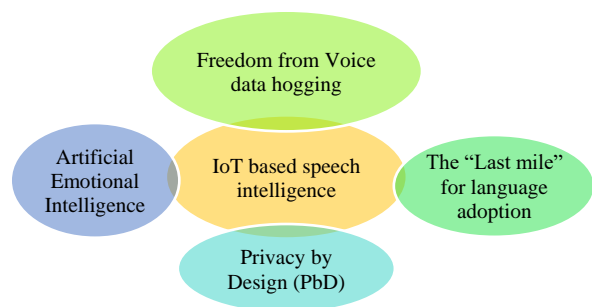 Freedom from Voice
data hogging
Artificial
Emotional
Intelligence
IoT based speech
intelligence
The “Last mile”
for language
adoption
Privacy by
Design (PbD)